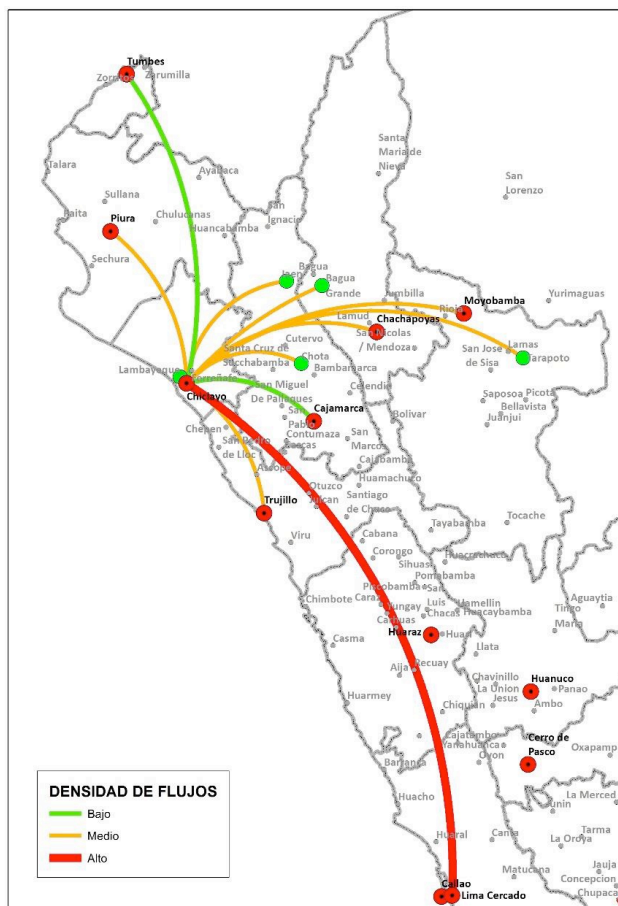 Tumbes
Zarumilla
Talara
Ayabaca
Sullana
Paita
Piura
Chulucanas
Huancabamba
San
Ignacio
Sechura
Santa
Maria de
Nieva
San
Lorenzo
Jaen
Bagua
Bagua
Grande
Jumbilla
Moyobamba
Rioja
Yurimaguas
Lamud
Chachapoyas
San Nicolas
/ Mendoza
Cutervo
Santa Cruz de
Succhabamba
Chota
Bambamarca
San Jose
de Sisa
Lamas
Tarapoto
Lambayeque
Ferreñafe
Chiclayo
San Miguel
De Pallaques
Celendin
Saposoa
Picota
Bellavista
Juanjui
San
Pablo
Cajamarca
Bolivar
Chepen
San Pedro
de Lloc
Contumaza
Cascas
San
Marcos
Cajabamba
Ascope
Huamachuco
Otuzco
Julcan
Santiago
de Chuco
Trujillo
Viru
Tayabamba
Tocache
Cabana
Corongo
Huacrachuco
Sihuas
Pomabamba
Piscobamba
San
Luis
Chimbote
Caraz
Yungay
Chacas
Llamellin
Huacaybamba
Carhuas
Aguaytia
Tingo
Maria
Casma
Huaraz
Huari
Llata
Aija
Recuay
Chavinillo
La Union
Jesus
Huanuco
Panao
Ambo
Huarmey
Chiquian
Cajatambo
Yanahuanca
Oyon
Cerro de
Pasco
Oxapamp
Barranca
Huacho
La Merced
Junin
Huaral
Canta
Tarma
La Oroya
Matucana
Jauja
Concepcion
Chupaca
Callao
Lima Cercado
DENSIDAD DE FLUJOS
Bajo
Medio
Alto